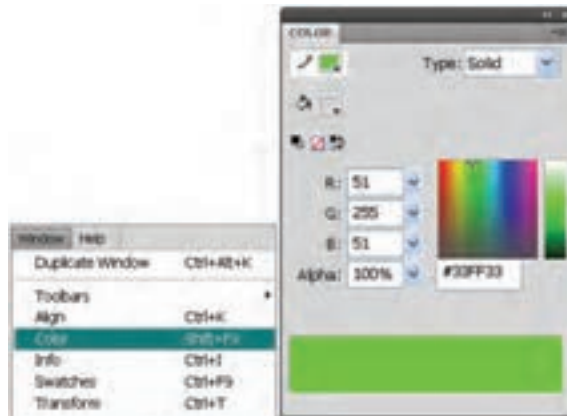 COLOR
Type: Solid
R: 51
G: 255
B: 51
Alpha: 100%
#33FF33
Window Help
Duplicate Window Ctrl+Alt+K
Toolbars
Align Ctrl+K
Color
Info Ctrl+I
Swatches Ctrl+F9
Transform Ctrl+T